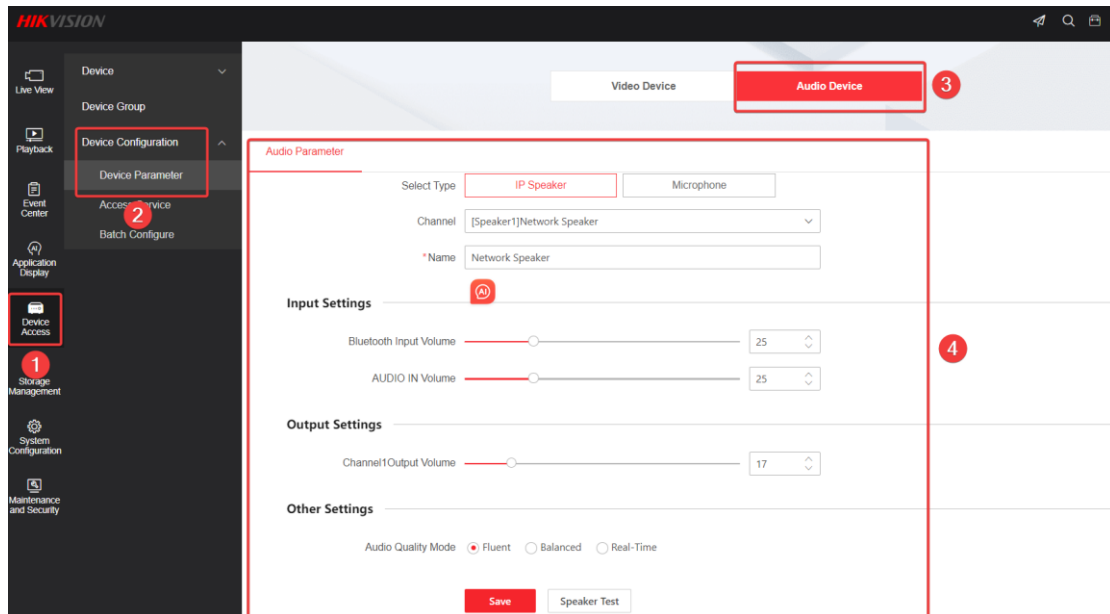 HIKVISION
Live View
Playback
Event
Center
AI
Application
Display
Device
Access
1
Storage
Management
System
Configuration
Maintenance
and Security
Device
Device Group
Device Configuration
Device Parameter
2
Batch Configure
Video Device
Audio Device
3
Audio Parameter
Select Type IP Speaker Microphone
Channel [Speaker1]Network Speaker
*Name Network Speaker
AI
Input Settings
Bluetooth Input Volume 25
AUDIO IN Volume 25
4
Output Settings
Channel1Output Volume 17
Other Settings
Audio Quality Mode Fluent Balanced Real-Time
Save Speaker Test